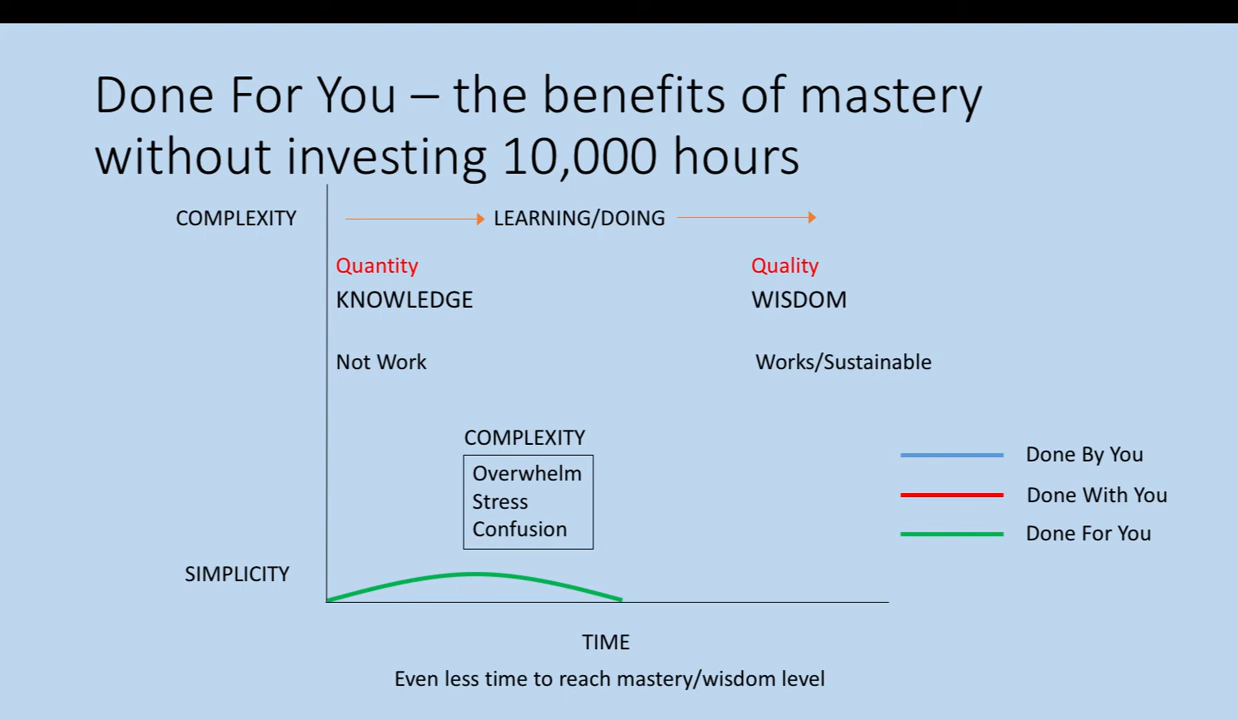 Done For You – the benefits of mastery
without investing 10,000 hours
COMPLEXITY
LEARNING/DOING
Quantity
Quality
KNOWLEDGE
WISDOM
Not Work
Works/Sustainable
COMPLEXITY
Overwhelm
Stress
Confusion
Done By You
Done With You
Done For You
SIMPLICITY
TIME
Even less time to reach mastery/wisdom level